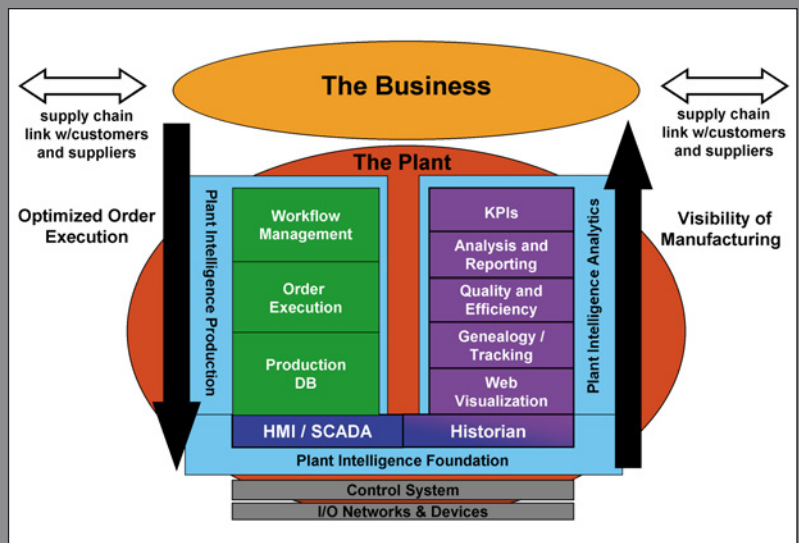 The Business
supply chain
link w/customers
and suppliers
supply chain
link w/customers
and suppliers
The Plant
Optimized Order
Execution
Plant Intelligence Production
Workflow
Management
Order
Execution
Production
DB
KPIs
Analysis and
Reporting
Quality and
Efficiency
Genealogy /
Tracking
Web
Visualization
Plant Intelligence Analytics
Visibility of
Manufacturing
HMI / SCADA
Historian
Plant Intelligence Foundation
Control System
I/O Networks & Devices